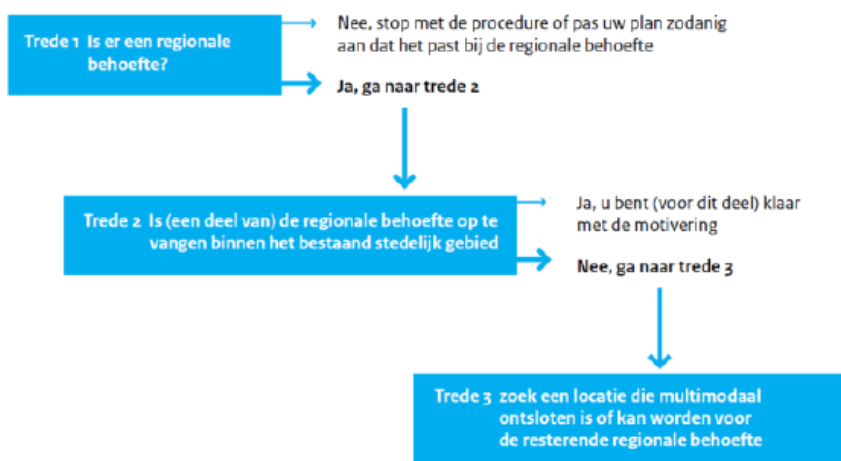 Trede 1 Is er een regionale
behoefte?
Nee, stop met de procedure of pas uw plan zodanig
aan dat het past bij de regionale behoefte
Ja, ga naar trede 2
Trede 2 Is (een deel van) de regionale behoefte op te
vangen binnen het bestaand stedelijk gebied
Ja, u bent (voor dit deel) klaar
met de motivering
Nee, ga naar trede 3
Trede 3 zoek een locatie die multimodaal
ontsloten is of kan worden voor
de resterende regionale behoefte